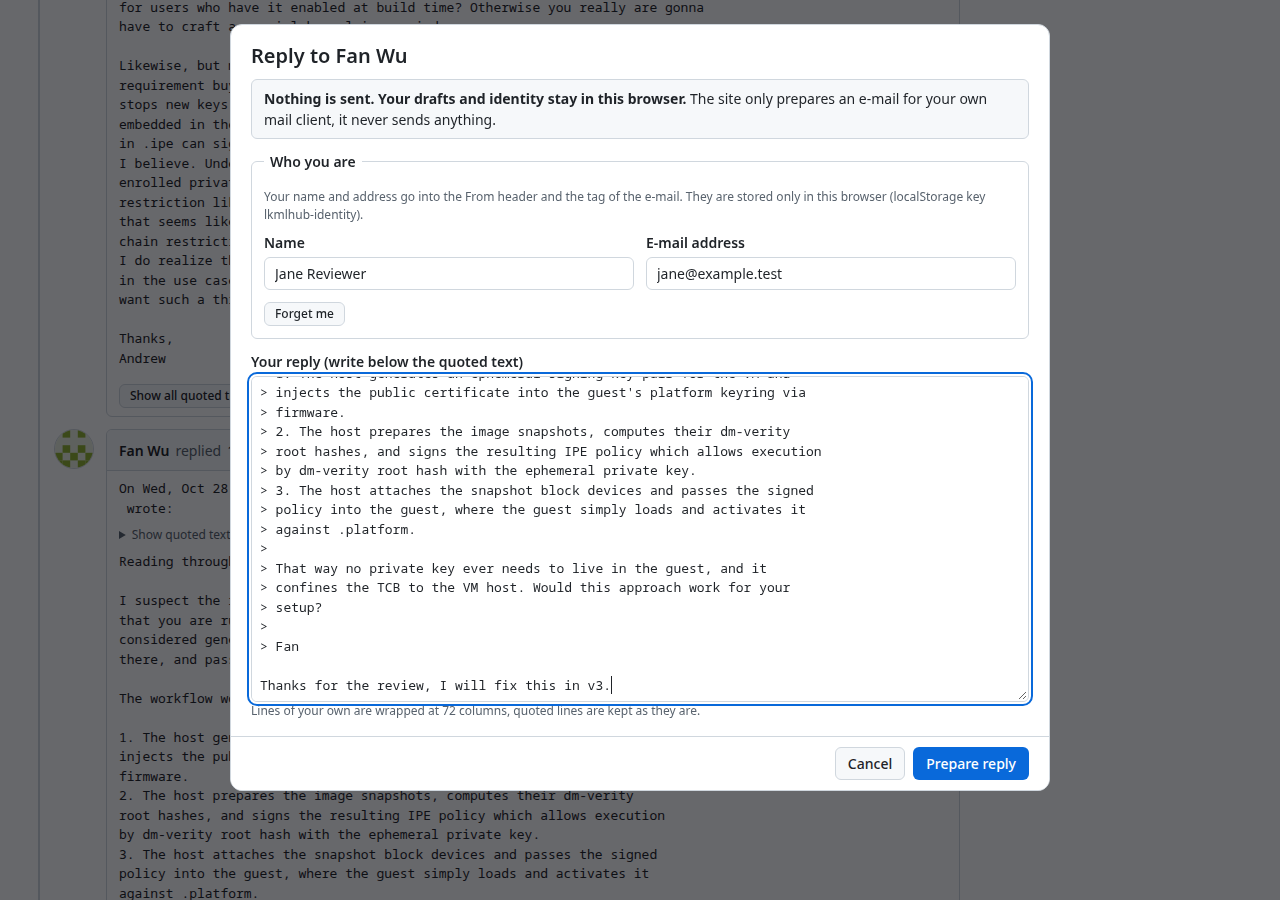 for users who have it enabled at build time? Otherwise you really are gonna
have to craft a
Likewise, but
requirement
stops new keys
embedded in the
in .ipe can
I believe.
enrolled
restriction
that seems
chain
I do realize
in the use
want such a
Thanks,
Andrew
Show all quoted
Fan Wu replied
On Wed, Oct 28
wrote:
Show quoted text
Reading
I suspect the
that you are
considered
there, and
The workflow
1. The host
injects the
firmware.
2. The host prepares the image snapshots, computes their dm-verity
root hashes, and signs the resulting IPE policy which allows execution
by dm-verity root hash with the ephemeral private key.
3. The host attaches the snapshot block devices and passes the signed
policy into the guest, where the guest simply loads and activates it
against .platform.
Reply to Fan Wu
Nothing is sent. Your drafts and identity stay in this browser. The site only prepares an e-mail for your own
mail client, it never sends anything.
Who you are
Your name and address go into the From header and the tag of the e-mail. They are stored only in this browser (localStorage key
lkmlhub-identity).
Name
E-mail address
Jane Reviewer
jane@example.test
Forget me
Your reply (write below the quoted text)
> injects the public certificate into the guest's platform keyring via
> firmware.
> 2. The host prepares the image snapshots, computes their dm-verity
> root hashes, and signs the resulting IPE policy which allows execution
> by dm-verity root hash with the ephemeral private key.
> 3. The host attaches the snapshot block devices and passes the signed
> policy into the guest, where the guest simply loads and activates it
> against .platform.
>
> That way no private key ever needs to live in the guest, and it
> confines the TCB to the VM host. Would this approach work for your
> setup?
>
> Fan
Thanks for the review, I will fix this in v3.
Lines of your own are wrapped at 72 columns, quoted lines are kept as they are.
Cancel
Prepare reply